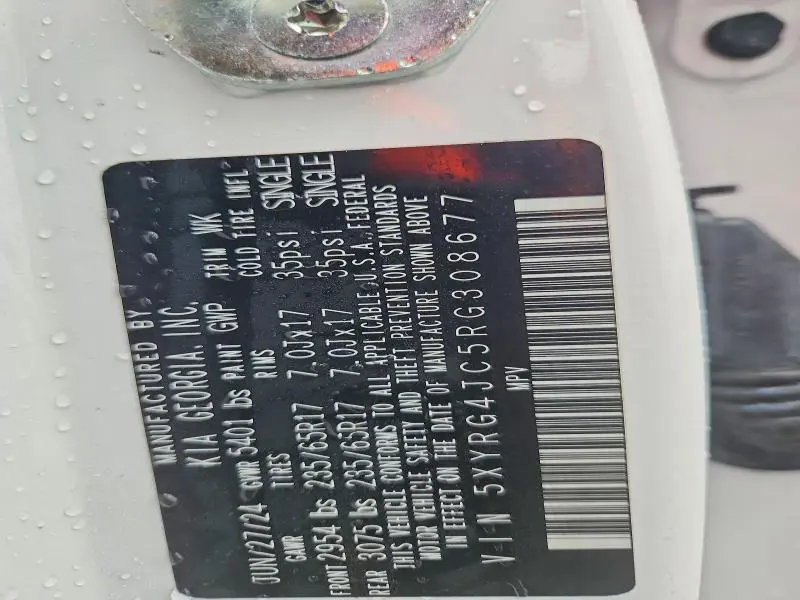 MANUFACTURED BY
KIA GEORGIA INC.
JUN/27/24 GWR 5401 lbs PAINT GWP TRIM WK
GAWR TIRES RIMS COLD TIRE INFL.
FRONT 2954 lbs 235/65R17 7.0Jx17 35psi SINGLE
REAR 3075 lbs 235/65R17 7.0Jx17 35psi SINGLE
THIS VEHICLE CONFORMS TO ALL APPLICABLE U.S.A. FEDERAL
MOTOR VEHICLE SAFETY AND THEFT PREVENTION STANDARDS
IN EFFECT ON THE DATE OF MANUFACTURE SHOWN ABOVE
VIN 5XYRG4JC5RG308677
MPV